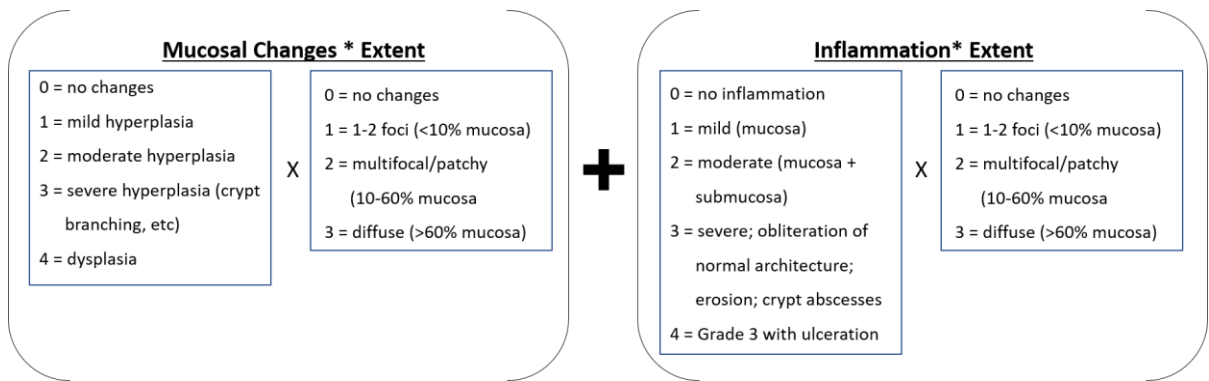 Mucosal Changes * Extent
0 = no changes
1 = mild hyperplasia
2 = moderate hyperplasia
3 = severe hyperplasia (crypt
branching, etc)
4 = dysplasia
X
0 = no changes
1 = 1-2 foci (<10% mucosa)
2 = multifocal/patchy
(10-60% mucosa
3 = diffuse (>60% mucosa)
+
Inflammation* Extent
0 = no inflammation
1 = mild (mucosa)
2 = moderate (mucosa +
submucosa)
3 = severe; obliteration of
normal architecture;
erosion; crypt abscesses
4 = Grade 3 with ulceration
X
0 = no changes
1 = 1-2 foci (<10% mucosa)
2 = multifocal/patchy
(10-60% mucosa
3 = diffuse (>60% mucosa)